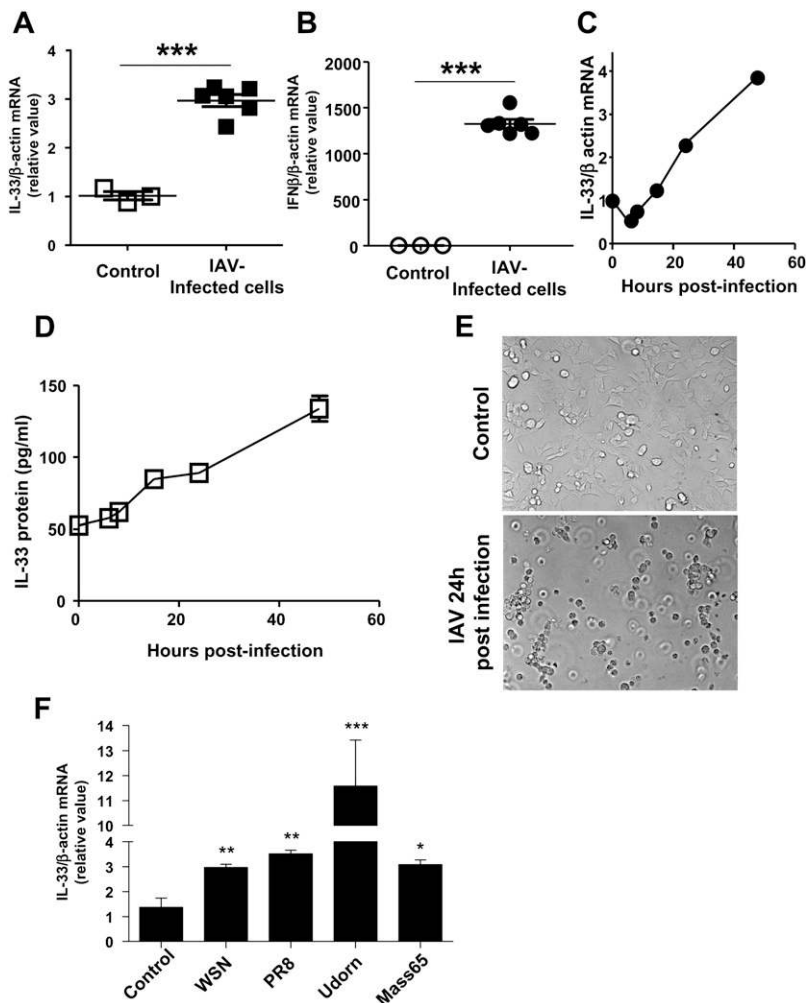 A
***
IL-33/β-actin mRNA
(relative value)
4
3
2
1
0
Control
IAV-
Infected cells
B
***
IFNβ/β-actin mRNA
(relative value)
2000
1500
1000
500
0
Control
IAV-
Infected cells
C
IL-33/β actin mRNA
4
3
2
1
0
0 20 40 60
Hours post-infection
D
IL-33 protein (pg/ml)
150
100
50
0
0 20 40 60
Hours post-infection
E
Control
IAV 24h
post infection
F
IL-33/β-actin mRNA
(relative value)
14
13
12
11
10
4
3
2
1
0
** ** *** *
Control WSN PR8 Udorn Mass65